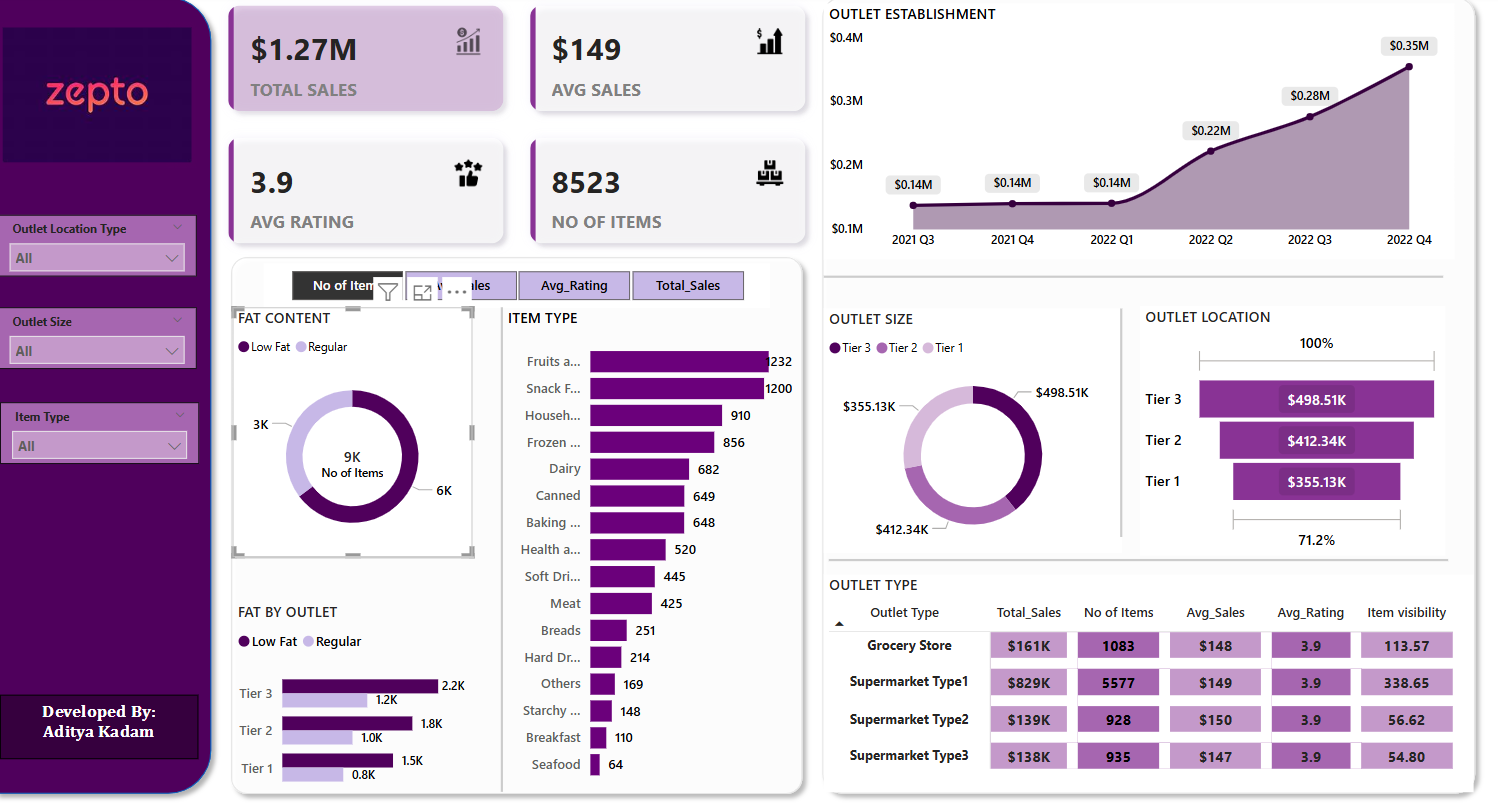 zepto
Outlet Location Type
All
Outlet Size
All
Item Type
All
Developed By:
Aditya Kadam
$1.27M
TOTAL SALES
$149
AVG SALES
3.9
AVG RATING
8523
NO OF ITEMS
No of Item
Avg_Rating
Total_Sales
FAT CONTENT
Low Fat
Regular
3K
9K
No of Items
6K
FAT BY OUTLET
Low Fat
Regular
Tier 3
2.2K
1.2K
Tier 2
1.8K
1.0K
Tier 1
1.5K
0.8K
ITEM TYPE
Fruits a...
1232
Snack F...
1200
Househ...
910
Frozen ...
856
Dairy
682
Canned
649
Baking ...
648
Health a...
520
Soft Dri...
445
Meat
425
Breads
251
Hard Dr...
214
Others
169
Starchy ...
148
Breakfast
110
Seafood
64
OUTLET ESTABLISHMENT
$0.4M
$0.3M
$0.2M
$0.1M
$0.14M
$0.14M
$0.14M
$0.22M
$0.28M
$0.35M
2021 Q3
2021 Q4
2022 Q1
2022 Q2
2022 Q3
2022 Q4
OUTLET SIZE
Tier 3
Tier 2
Tier 1
$498.51K
$355.13K
$412.34K
OUTLET LOCATION
100%
Tier 3
$498.51K
Tier 2
$412.34K
Tier 1
$355.13K
71.2%
OUTLET TYPE
Outlet Type Total_Sales No of Items Avg_Sales Avg_Rating Item visibility
Grocery Store $161K 1083 $148 3.9 113.57
Supermarket Type1 $829K 5577 $149 3.9 338.65
Supermarket Type2 $139K 928 $150 3.9 56.62
Supermarket Type3 $138K 935 $147 3.9 54.80